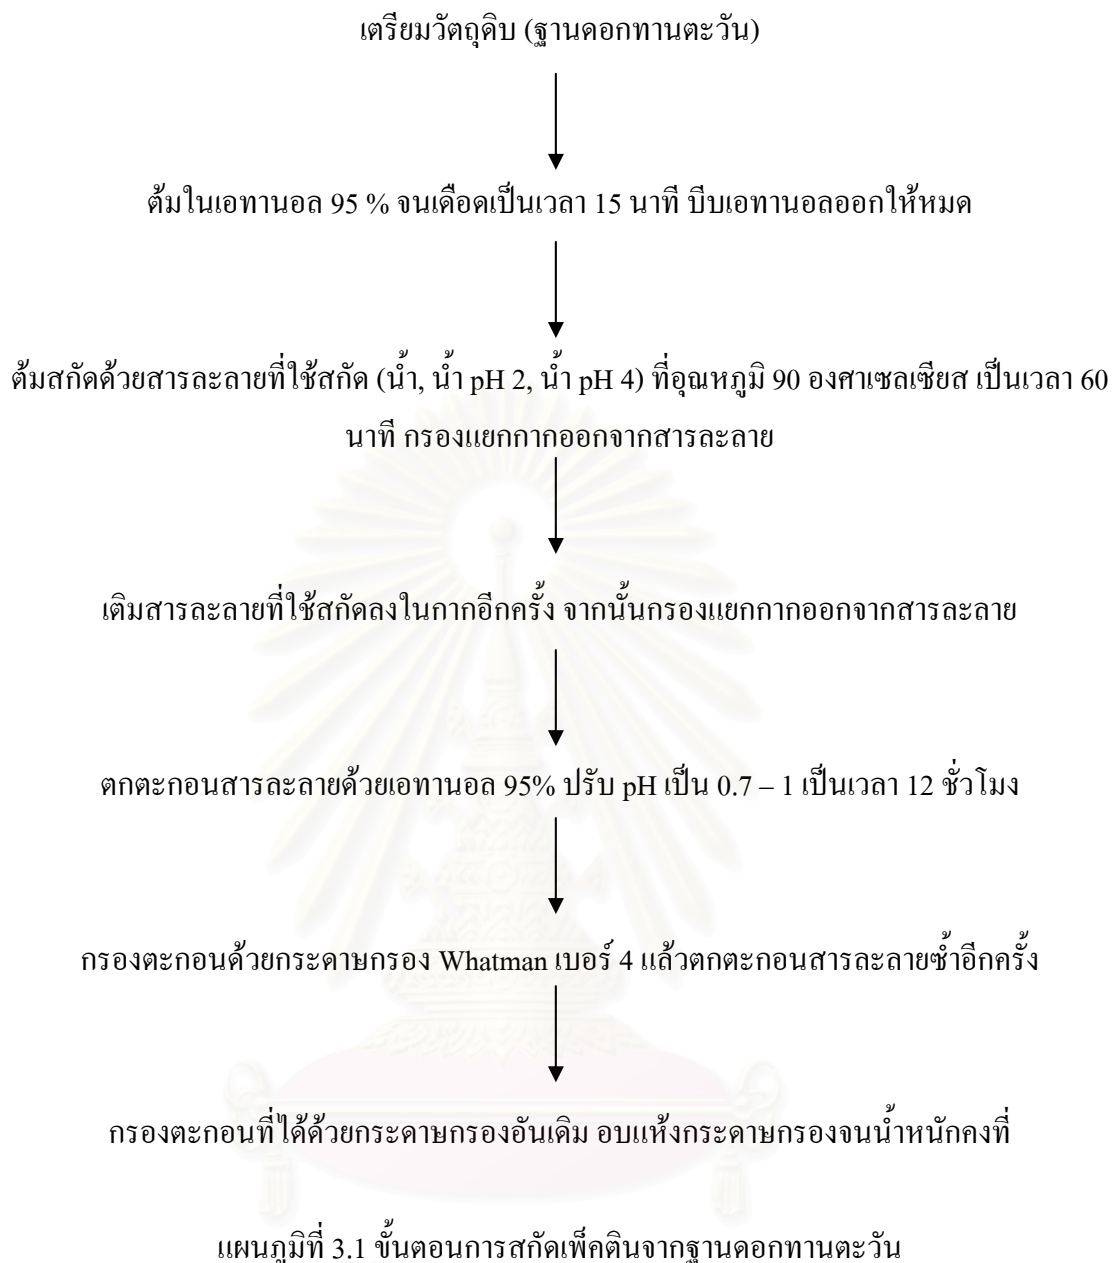 เตรียมวัตถุดิบ (ฐานดอกทานตะวัน)
ต้มในเอทานอล 95 % จนเดือดเป็นเวลา 15 นาที บีบเอทานอลออกให้หมด
ต้มสกัดด้วยสารละลายที่ใช้สกัด (น้ำ, น้ำ pH 2, น้ำ pH 4) ที่อุณหภูมิ 90 องศาเซลเซียส เป็นเวลา 60
นาที กรองแยกกากออกจากสารละลาย
เติมสารละลายที่ใช้สกัดลงในกากอีกครั้ง จากนั้นกรองแยกกากออกจากสารละลาย
ตกตะกอนสารละลายด้วยเอทานอล 95% ปรับ pH เป็น 0.7 – 1 เป็นเวลา 12 ชั่วโมง
กรองตะกอนด้วยกระดาษกรอง Whatman เบอร์ 4 แล้วตกตะกอนสารละลายซ้ำอีกครั้ง
กรองตะกอนที่ได้ด้วยกระดาษกรองอันเดิม อบแห้งกระดาษกรองจนน้ำหนักคงที่
แผนภูมิที่ 3.1 ขั้นตอนการสกัดเพ็คตินจากฐานดอกทานตะวัน